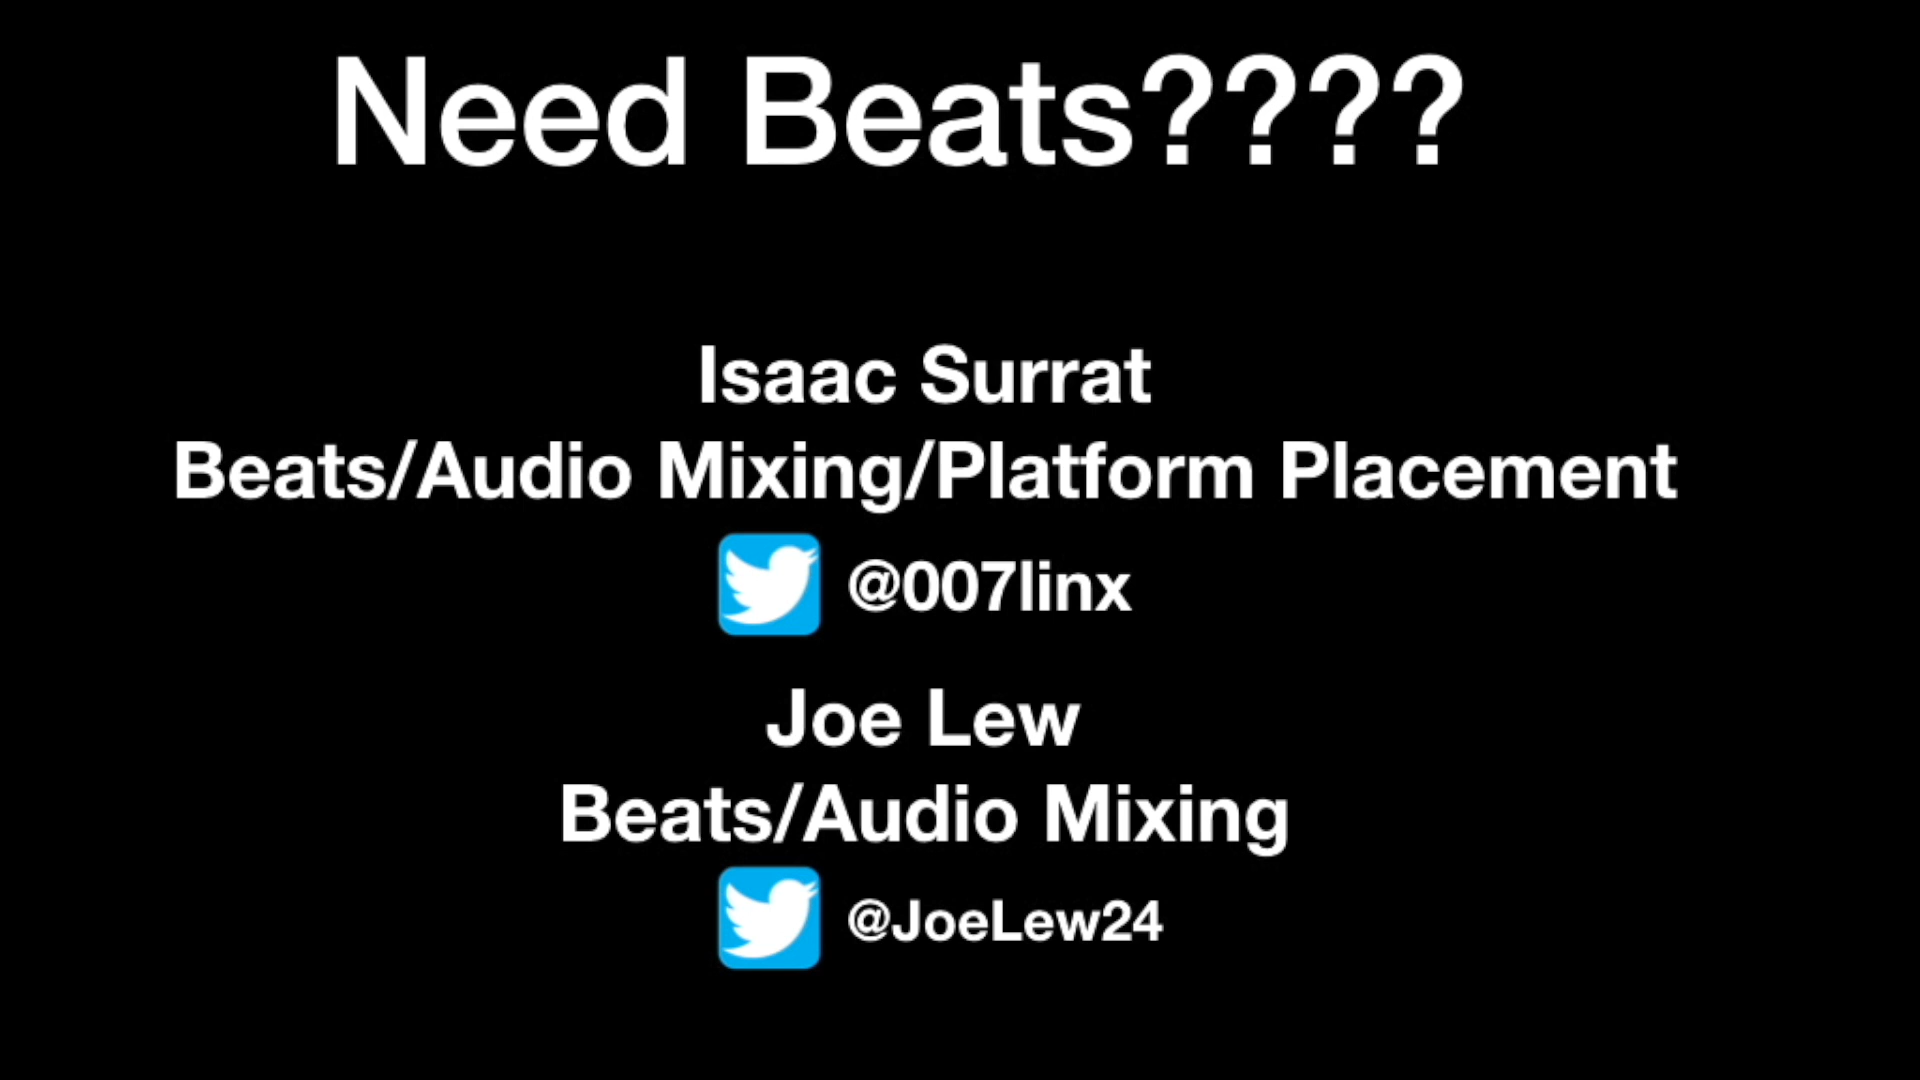 Need Beats????
Isaac Surrat
Beats/Audio Mixing/Platform Placement
@007linx
Joe Lew
Beats/Audio Mixing
@JoeLew24